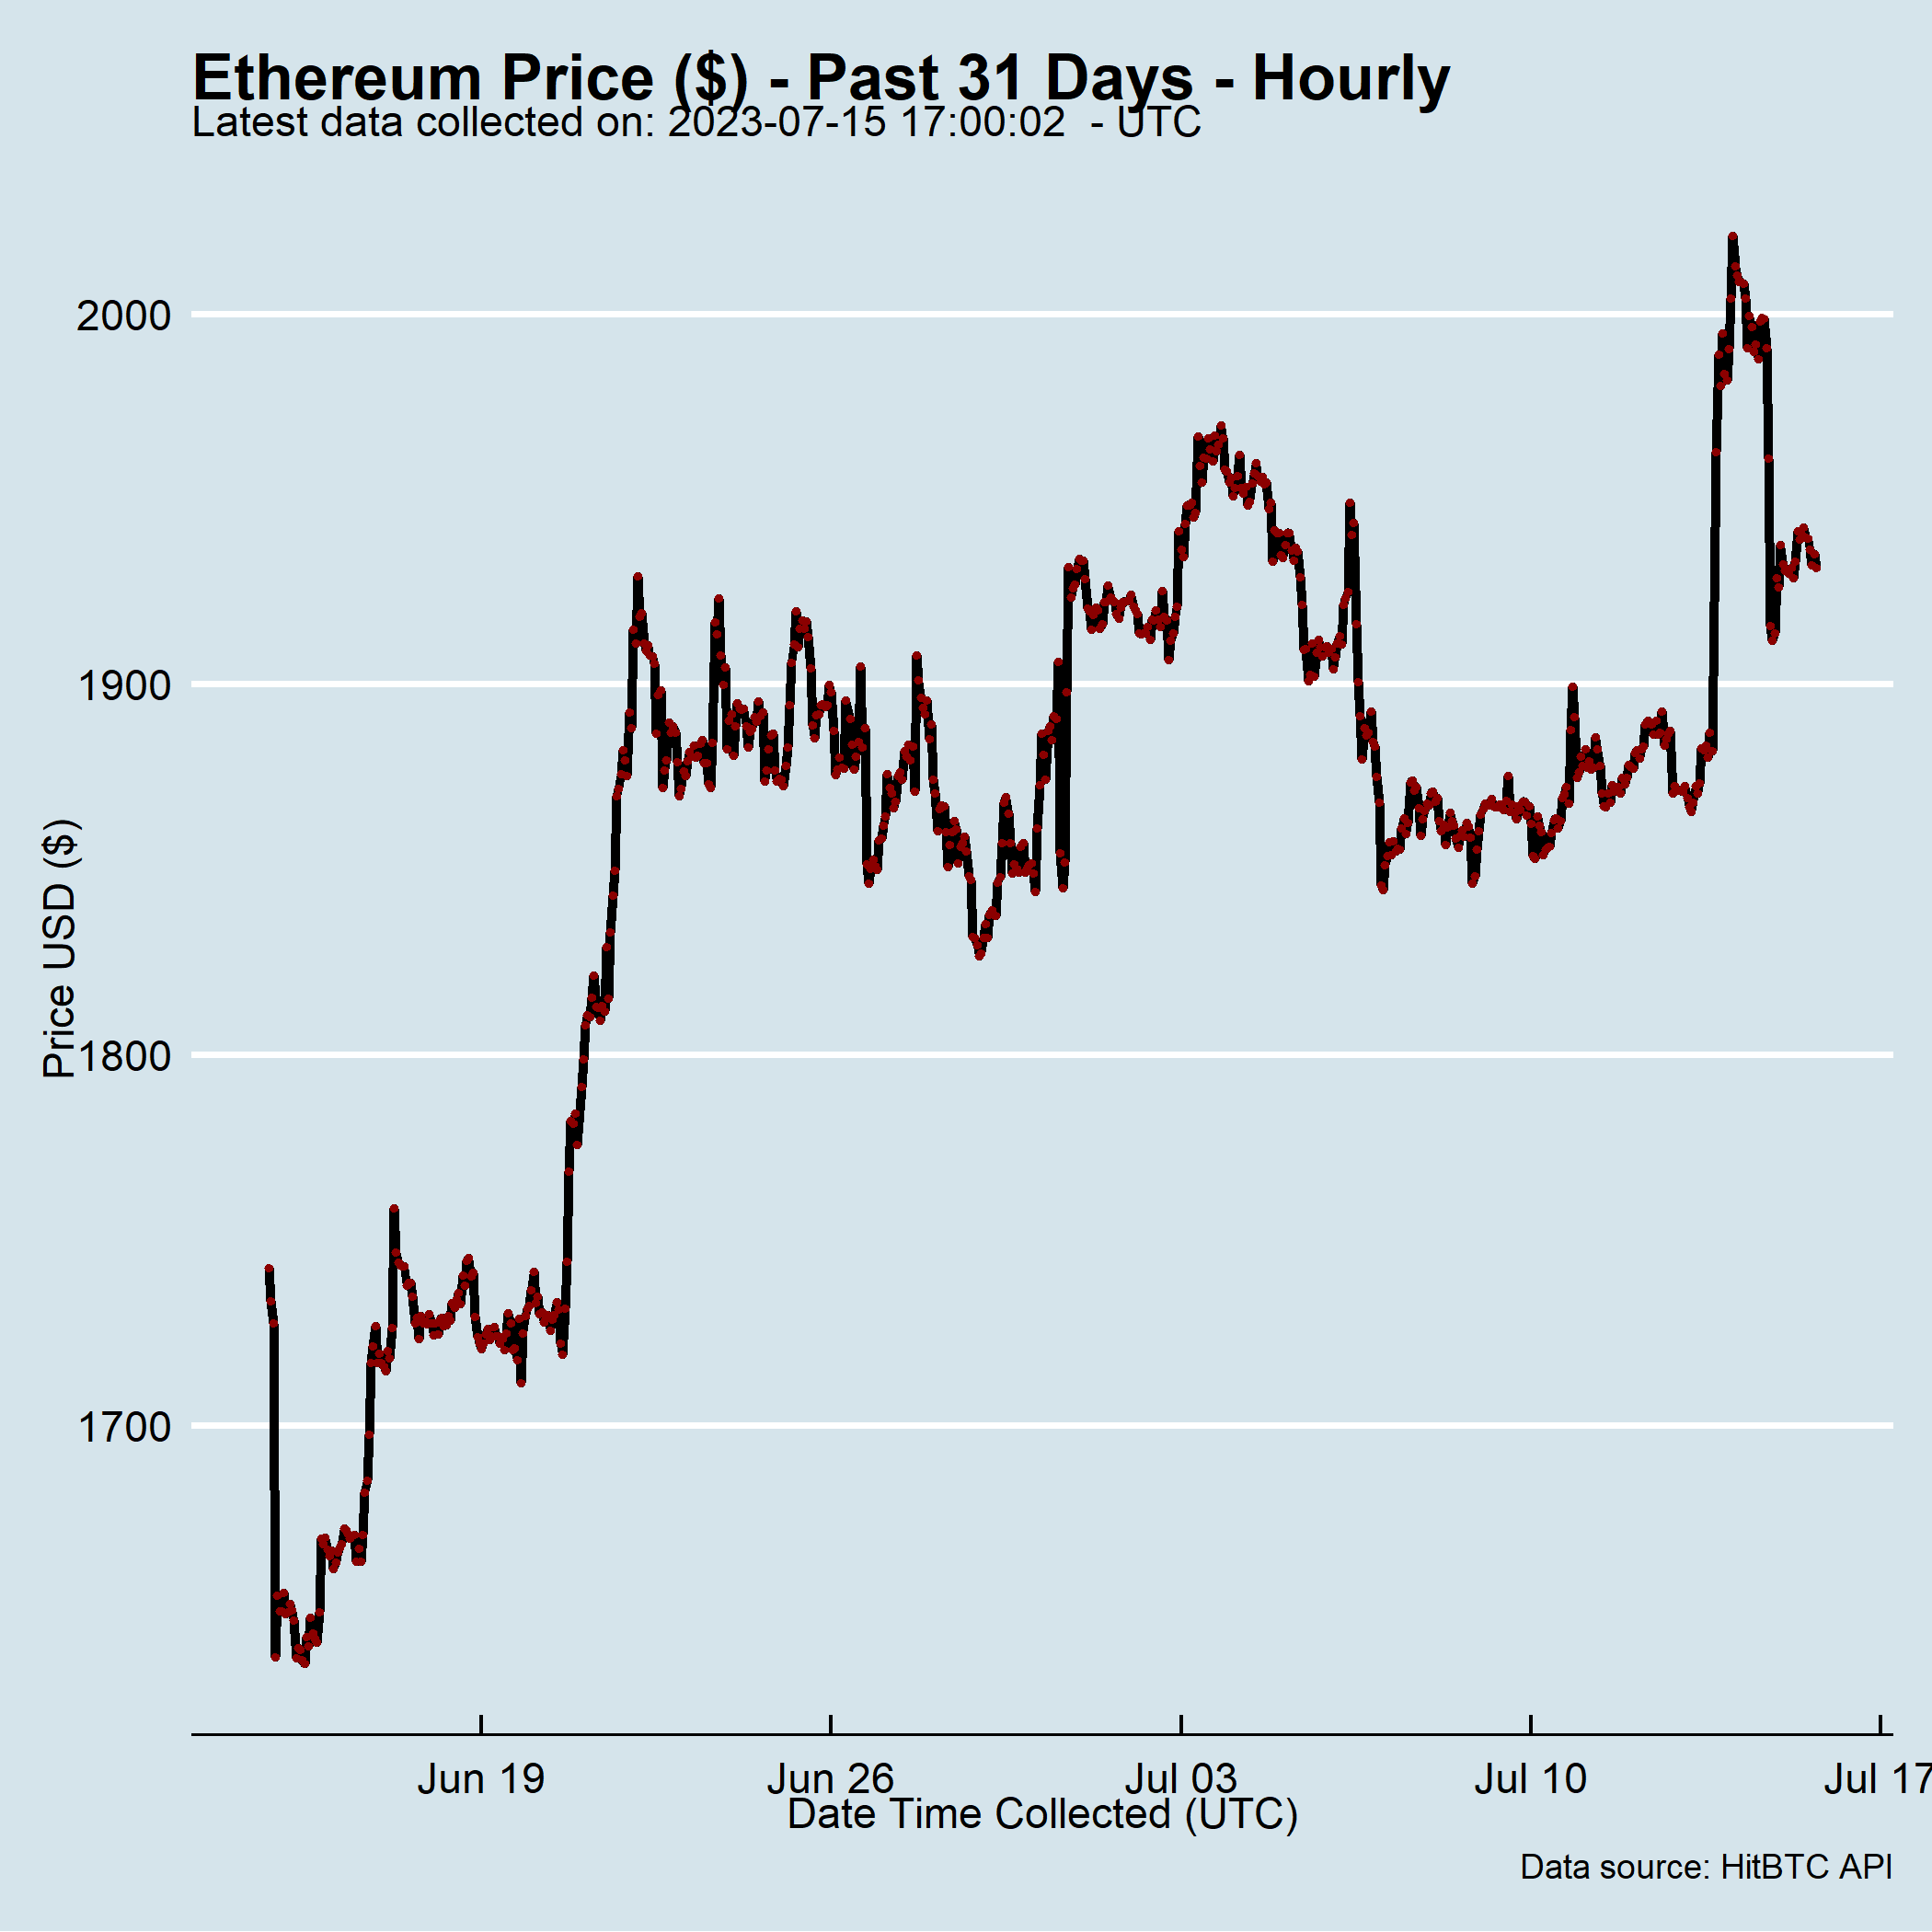 Ethereum Price ($) - Past 31 Days - Hourly
Latest data collected on: 2023-07-15 17:00:02  - UTC
2000
1900
1800
1700
Price USD ($)
Jun 19
Jun 26
Jul 03
Jul 10
Jul 17
Date Time Collected (UTC)
Data source: HitBTC API